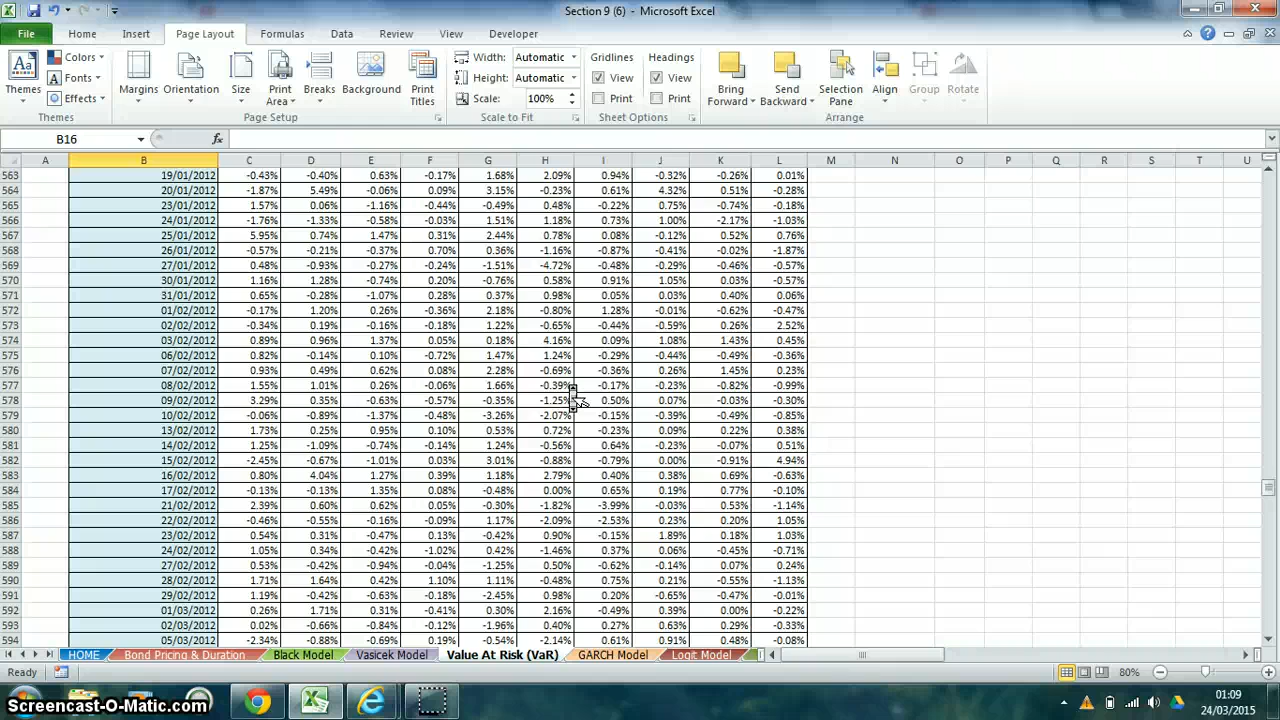 Section 9 (6) - Microsoft Excel
File Home Insert Page Layout Formulas Data Review View Developer
Aa Themes Colors Fonts Effects Margins Orientation Size Print Area Breaks Background Print Titles Width: Automatic Height: Automatic Scale: 100% Gridlines View Print Headings View Print Bring Forward Send Backward Selection Pane Align Group Rotate
Themes Page Setup Scale to Fit Sheet Options Arrange
B16 fx
A B C D E F G H I J K L M N O P Q R S T U
563 19/01/2012 -0.43% -0.40% 0.63% -0.17% 1.68% 2.09% 0.94% -0.32% -0.26% 0.01%
564 20/01/2012 -1.87% 5.49% -0.06% 0.09% 3.15% -0.23% 0.61% 4.32% 0.51% -0.28%
565 23/01/2012 1.57% 0.06% -1.16% -0.44% -0.49% 0.48% -0.22% 0.75% -0.74% -0.18%
566 24/01/2012 -1.76% -1.33% -0.58% -0.03% 1.51% 1.18% 0.73% 1.00% -2.17% -1.03%
567 25/01/2012 5.95% 0.74% 1.47% 0.31% 2.44% 0.78% 0.08% -0.12% 0.52% 0.76%
568 26/01/2012 -0.57% -0.21% -0.37% 0.70% 0.36% -1.16% -0.87% -0.41% -0.02% -1.87%
569 27/01/2012 0.48% -0.93% -0.27% -0.24% -1.51% -4.72% -0.48% -0.29% -0.46% -0.57%
570 30/01/2012 1.16% 1.28% -0.74% 0.20% -0.76% 0.58% 0.91% 1.05% 0.03% -0.57%
571 31/01/2012 0.65% -0.28% -1.07% 0.28% 0.37% 0.98% 0.05% 0.03% 0.40% 0.06%
572 01/02/2012 -0.17% 1.20% 0.26% -0.36% 2.18% -0.80% 1.28% -0.01% -0.62% -0.47%
573 02/02/2012 -0.34% 0.19% -0.16% -0.18% 1.22% -0.65% -0.44% -0.59% 0.26% 2.52%
574 03/02/2012 0.89% 0.96% 1.37% 0.05% 0.18% 4.16% 0.09% 1.08% 1.43% 0.45%
575 06/02/2012 0.82% -0.14% 0.10% -0.72% 1.47% 1.24% -0.29% -0.44% -0.49% -0.36%
576 07/02/2012 0.93% 0.49% 0.62% 0.08% 2.28% -0.69% -0.36% 0.26% 1.45% 0.23%
577 08/02/2012 1.55% 1.01% 0.26% -0.06% 1.66% -0.39% -0.17% -0.23% -0.82% -0.99%
578 09/02/2012 3.29% 0.35% -0.63% -0.57% -0.35% -1.25% 0.50% 0.07% -0.03% -0.30%
579 10/02/2012 -0.06% -0.89% -1.37% -0.48% -3.26% -2.07% -0.15% -0.39% -0.49% -0.85%
580 13/02/2012 1.73% 0.25% 0.95% 0.10% 0.53% 0.72% -0.23% 0.09% 0.22% 0.38%
581 14/02/2012 1.25% -1.09% -0.74% -0.14% 1.24% -0.56% 0.64% -0.23% -0.07% 0.51%
582 15/02/2012 -2.45% -0.67% -1.01% 0.03% 3.01% -0.88% -0.79% 0.00% -0.91% 4.94%
583 16/02/2012 0.80% 4.04% 1.27% 0.39% 1.18% 2.79% 0.40% 0.38% 0.69% -0.63%
584 17/02/2012 -0.13% -0.13% 1.35% 0.08% -0.48% 0.00% 0.65% 0.19% 0.77% -0.10%
585 21/02/2012 2.39% 0.60% 0.62% 0.05% -0.30% -1.82% -3.99% -0.03% 0.53% -1.14%
586 22/02/2012 -0.46% -0.55% -0.16% -0.09% 1.17% -2.09% -2.53% 0.23% 0.20% 1.05%
587 23/02/2012 0.54% 0.31% -0.47% 0.13% -0.42% 0.90% -0.15% 1.89% 0.18% 1.03%
588 24/02/2012 1.05% 0.34% -0.42% -1.02% 0.42% -1.46% 0.37% 0.06% -0.45% -0.71%
589 27/02/2012 0.53% -0.42% -0.94% -0.04% -1.25% 0.50% -0.62% -0.14% 0.07% 0.24%
590 28/02/2012 1.71% 1.64% 0.42% 1.10% 1.11% -0.48% 0.75% 0.21% -0.55% -1.13%
591 29/02/2012 1.19% -0.42% -0.63% -0.18% -2.45% 0.98% 0.20% -0.65% -0.47% -0.01%
592 01/03/2012 0.26% 1.71% 0.31% -0.41% 0.30% 2.16% -0.49% 0.39% 0.00% -0.22%
593 02/03/2012 0.02% -0.66% -0.84% -0.12% -1.96% 0.40% 0.27% 0.63% 0.29% -0.33%
594 05/03/2012 -2.34% -0.88% -0.69% 0.19% -0.54% -2.14% 0.61% 0.91% 0.48% -0.08%
HOME Bond Pricing & Duration Black Model Vasicek Model Value At Risk (VaR) GARCH Model Logit Model
Ready 80%
Screencast-O-Matic.com 01:09
24/03/2015